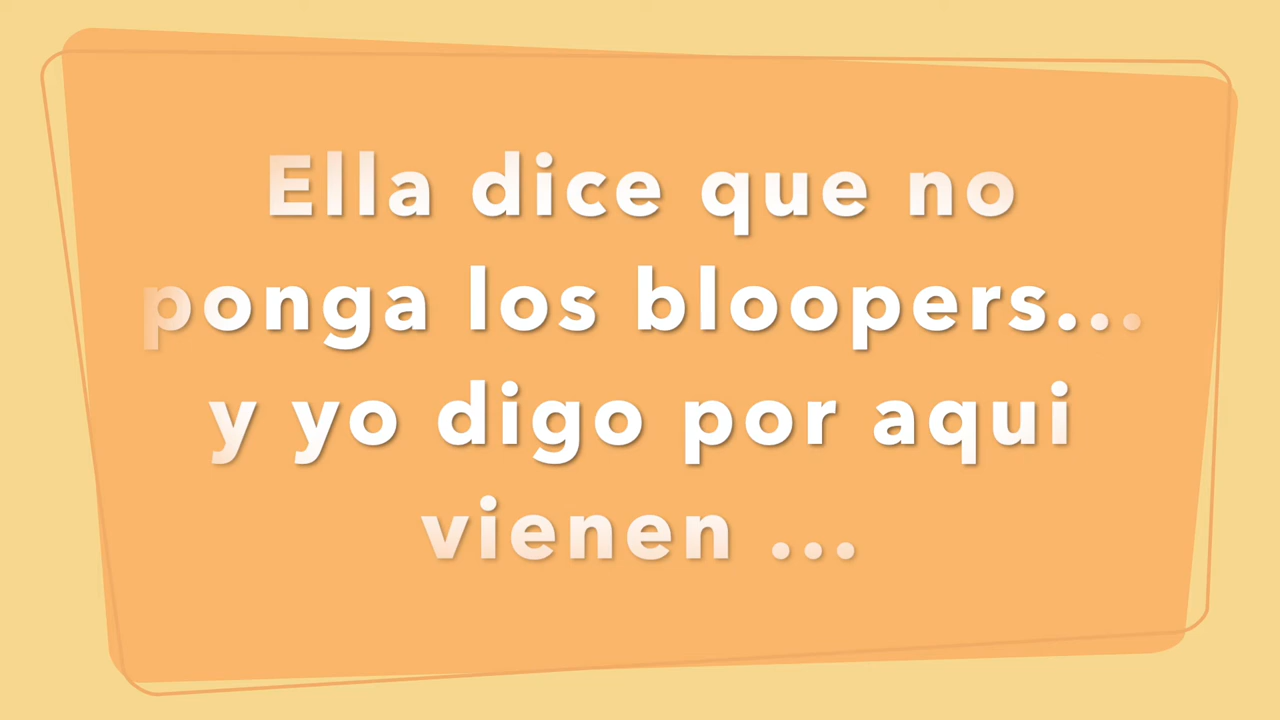 Ella dice que no
ponga los bloopers...
y yo digo por aqui
vienen ...